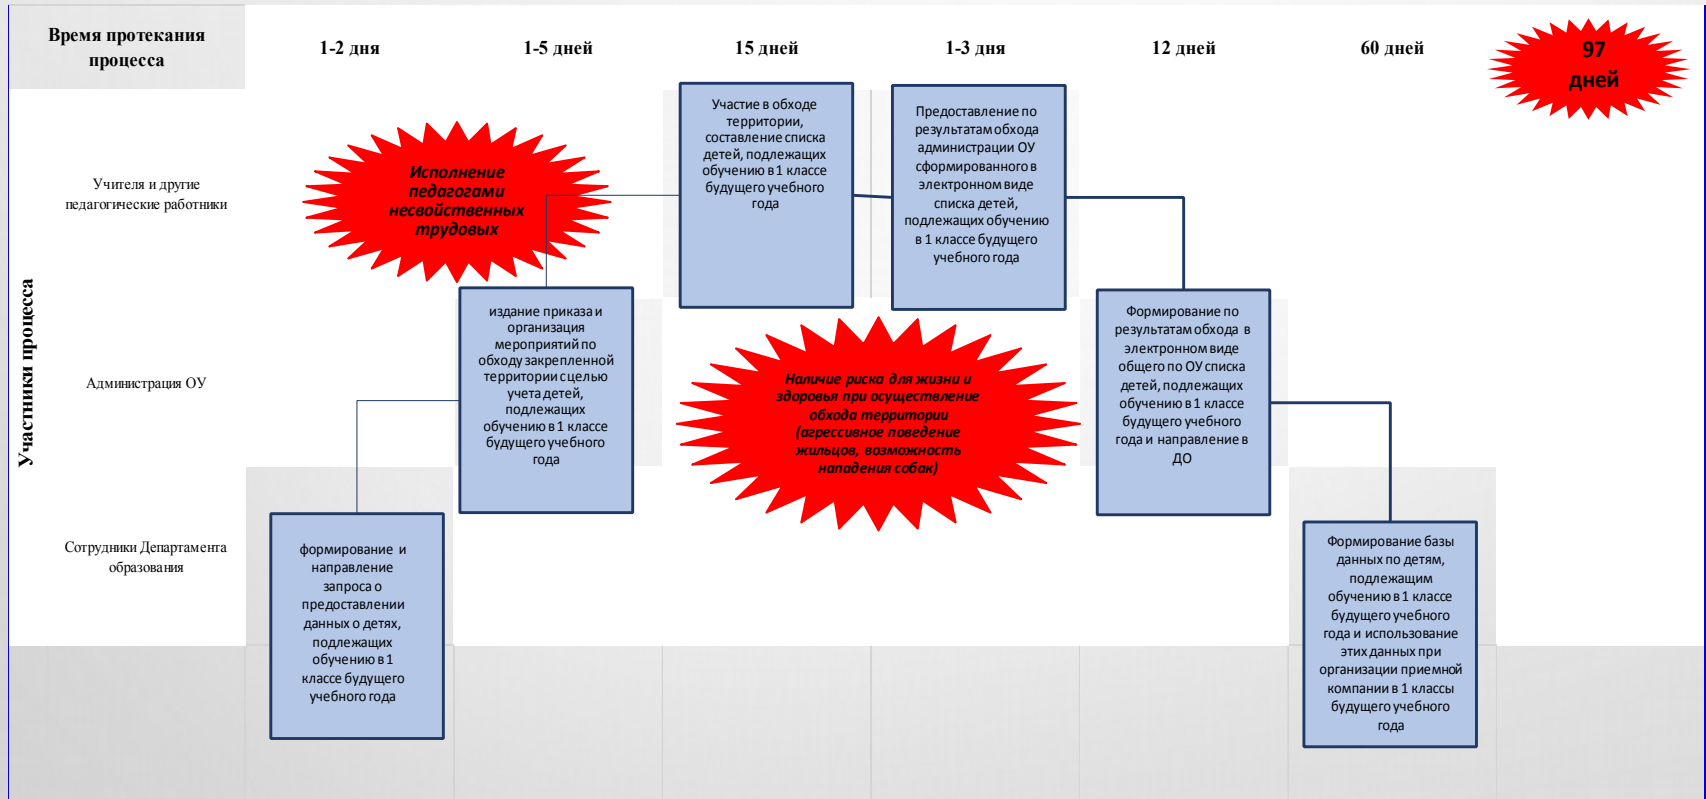 Время протекания
процесса
1-2 дня
1-5 дней
15 дней
1-3 дня
12 дней
60 дней
97
дней
Участники процесса
Учителя и другие
педагогические работники
Исполнение
педагогами
несвойственных
трудовых
Участие в обходе
территории,
составление списка
детей, подлежащих
обучению в 1 классе
будущего учебного
года
Предоставление по
результатам обхода
администрации ОУ
сформированного в
электронном виде
списка детей,
подлежащих обучению
в 1 классе будущего
учебного года
Администрация ОУ
издание приказа и
организация
мероприятий по
обходу закрепленной
территории с целью
учета детей,
подлежащих
обучению в 1 классе
будущего учебного
года
Наличие риска для жизни и
здоровья при осуществление
обхода территории
(агрессивное поведение
жильцов, возможность
нападения собак)
Формирование по
результатам обхода в
электронном виде
общего по ОУ списка
детей, подлежащих
обучению в 1 классе
будущего учебного
года и направление в
ДО
Сотрудники Департамента
образования
формирование и
направление
запроса о
предоставлении
данных о детях,
подлежащих
обучению в 1
классе будущего
учебного года
Формирование базы
данных по детям,
подлежащим
обучению в 1 классе
будущего учебного
года и использование
этих данных при
организации приемной
компании в 1 классы
будущего учебного
года